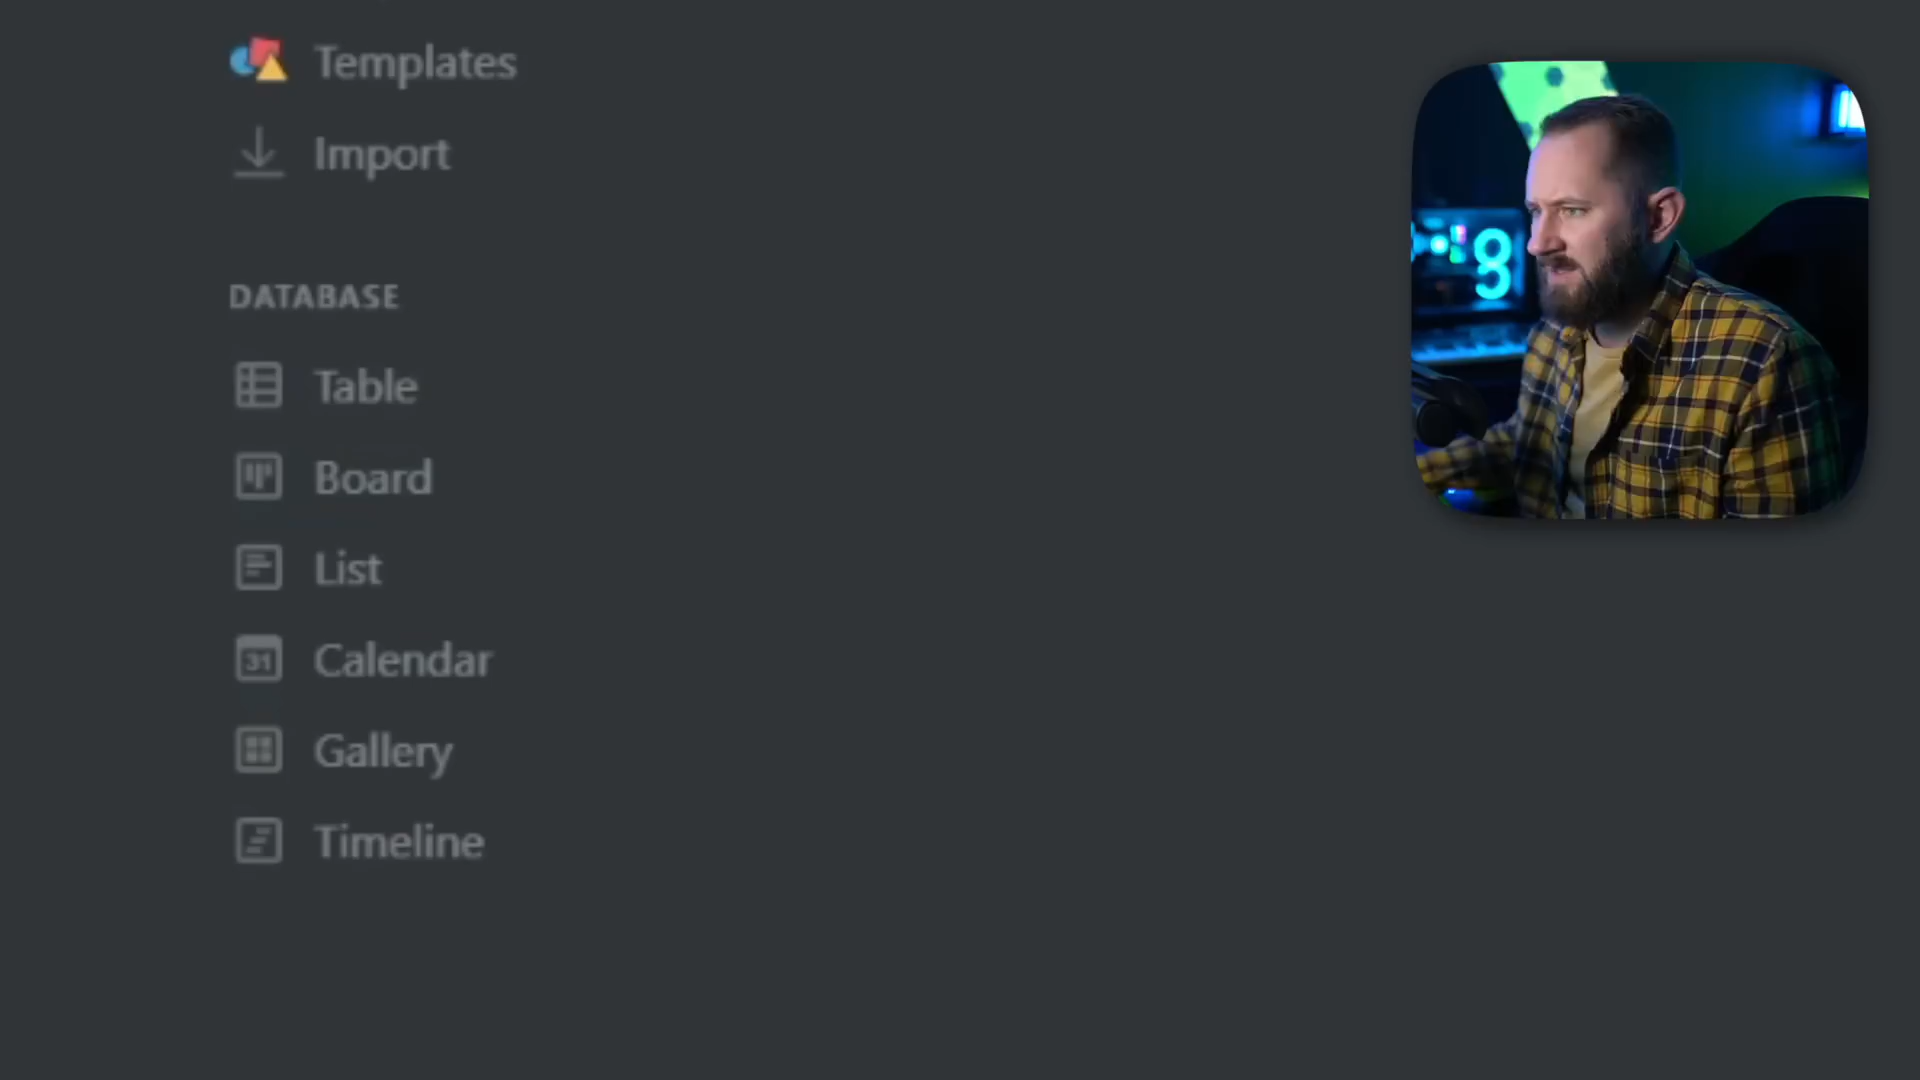 Templates
Import
DATABASE
Table
Board
List
31 Calendar
Gallery
Timeline